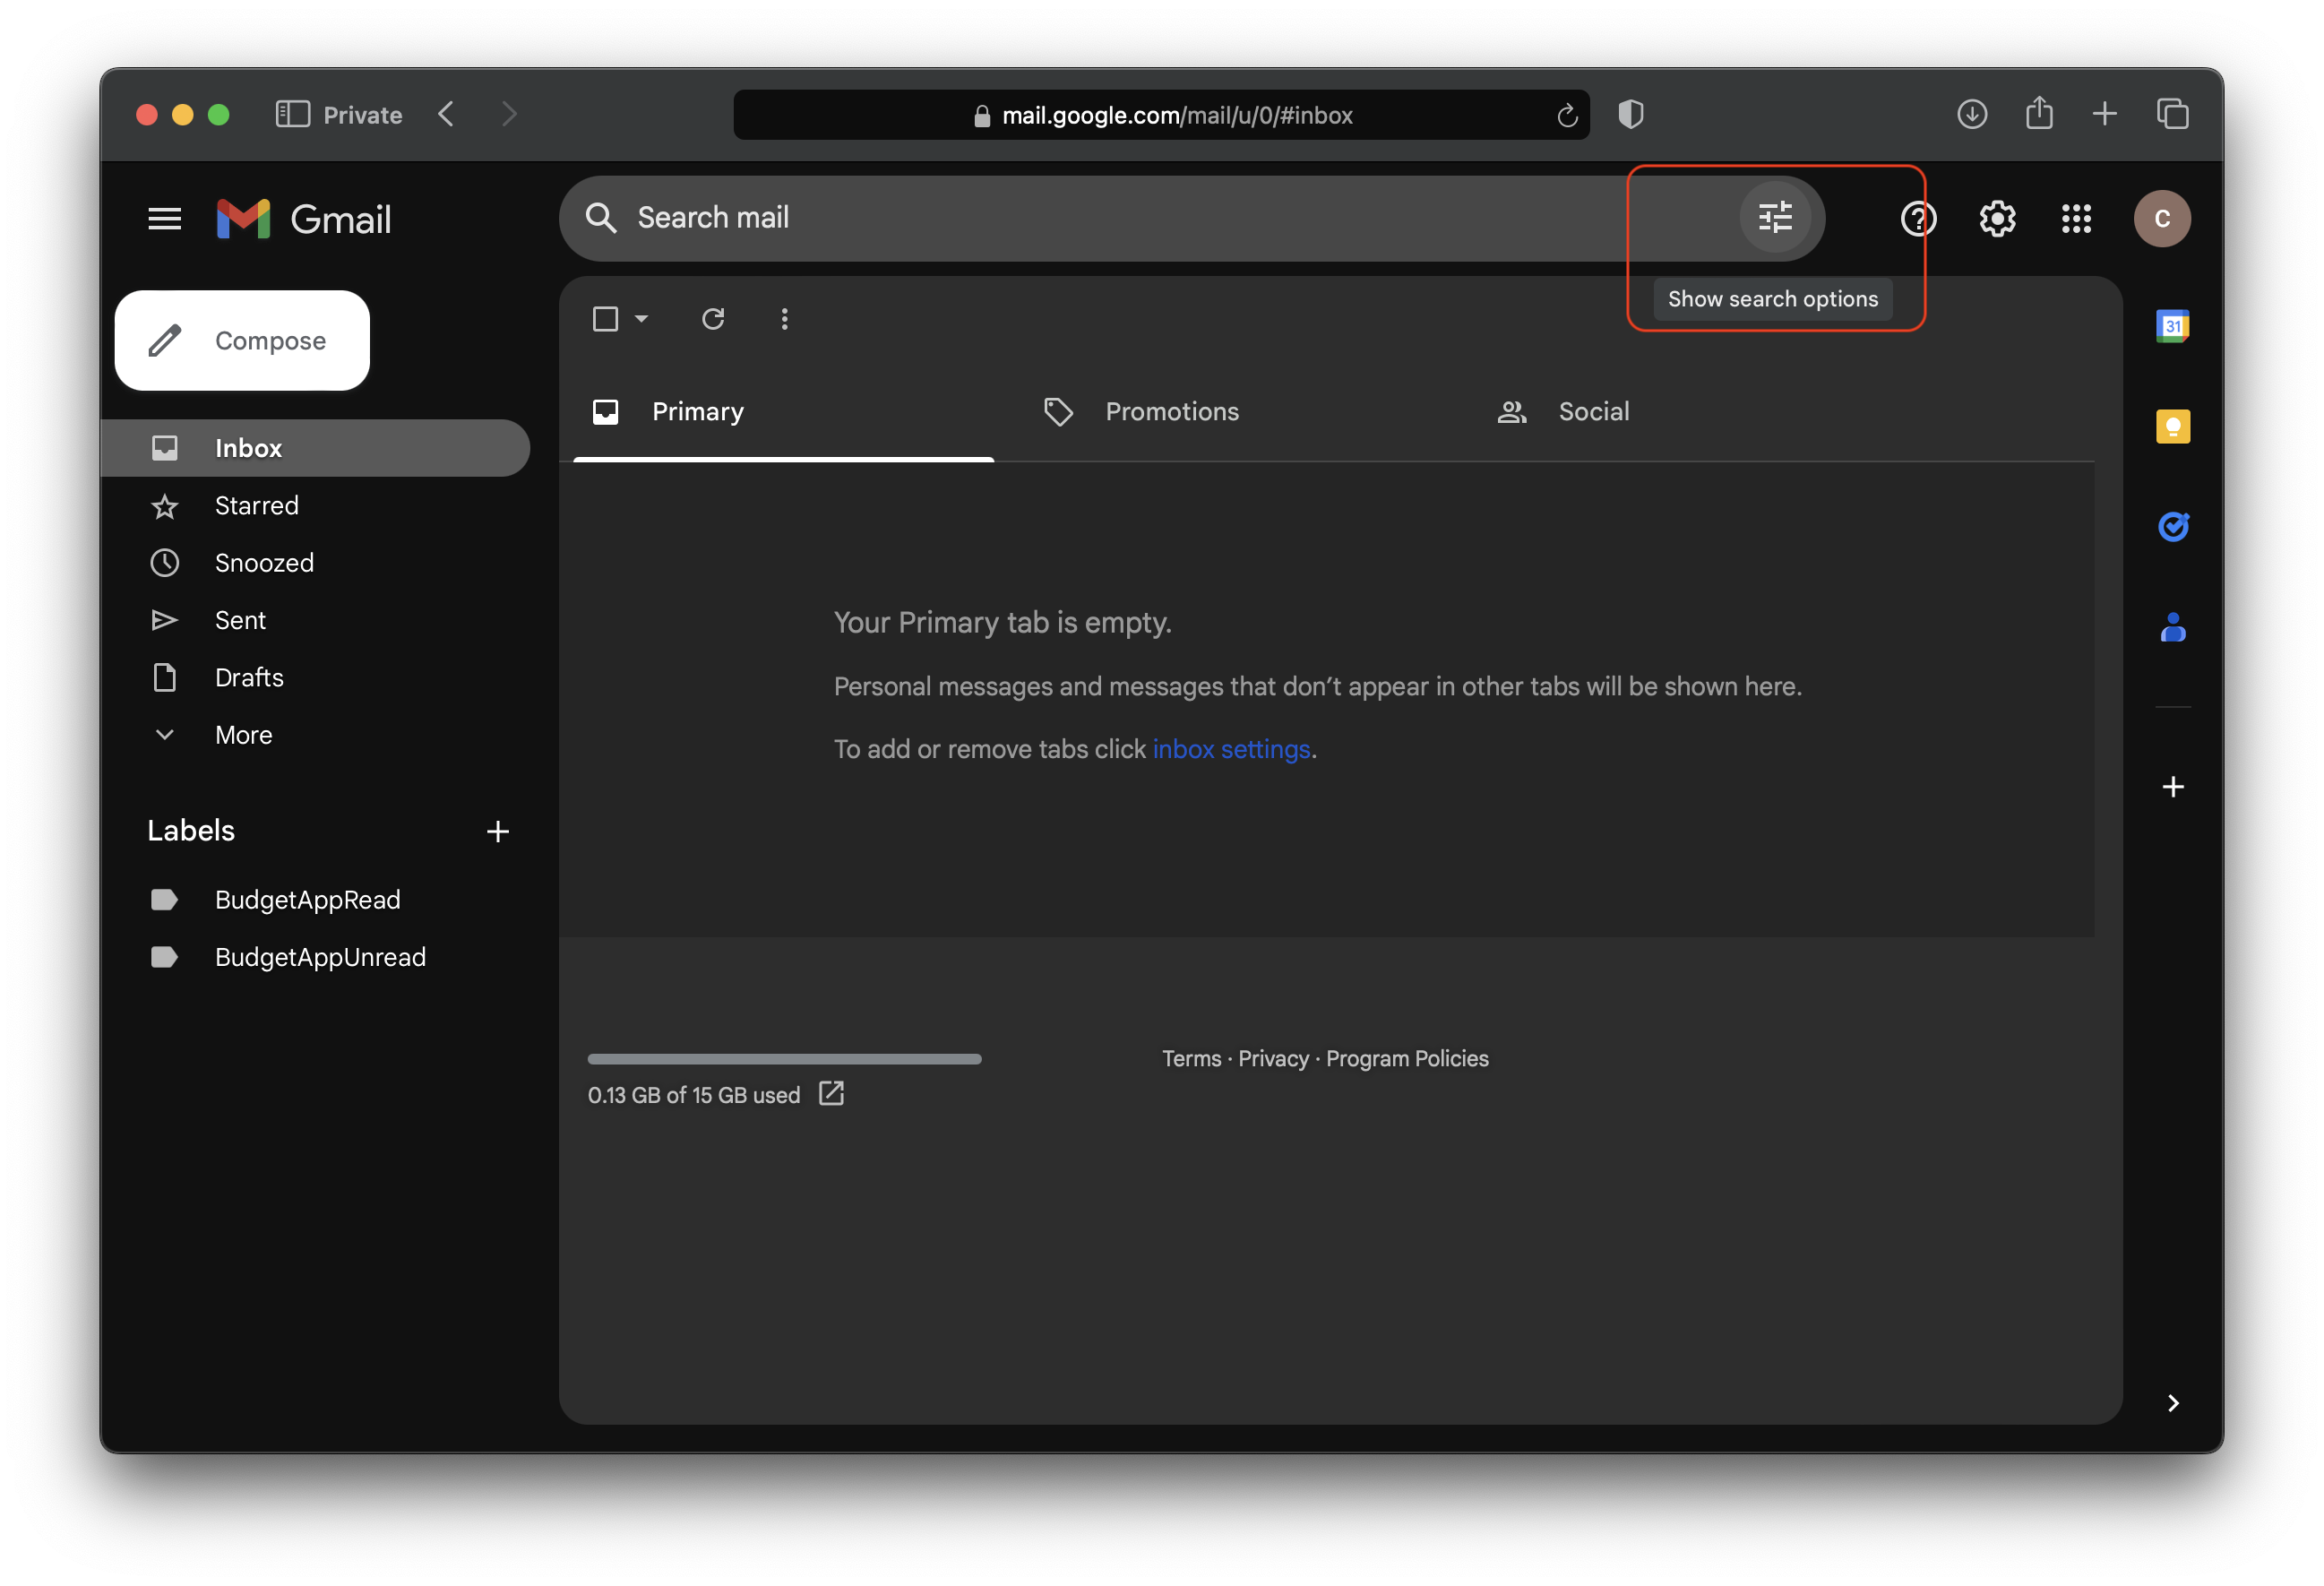 Private
mail.google.com/mail/u/0/#inbox
Gmail
Search mail
C
Show search options
Compose
31
Primary
Promotions
Social
Inbox
Starred
Snoozed
Sent
Drafts
More
Your Primary tab is empty.
Personal messages and messages that don’t appear in other tabs will be shown here.
To add or remove tabs click inbox settings.
Labels
BudgetAppRead
BudgetAppUnread
Terms · Privacy · Program Policies
0.13 GB of 15 GB used